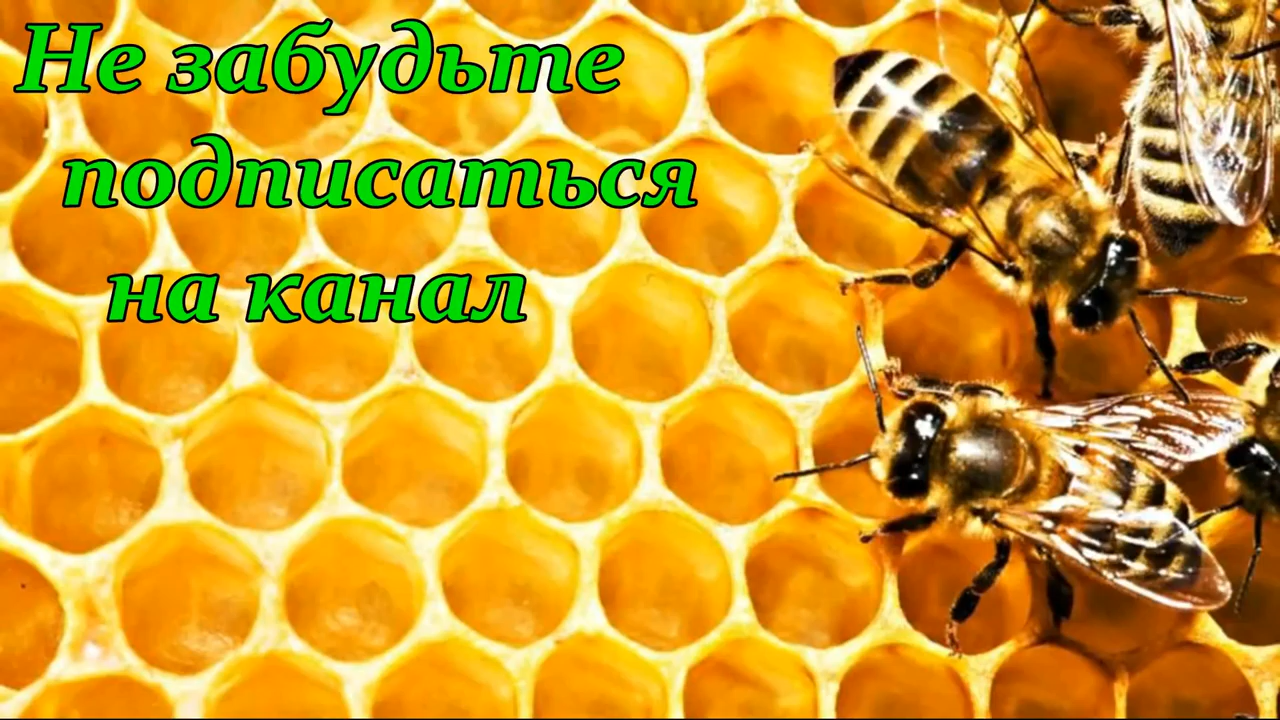 Не забудьте
подписаться
на канал